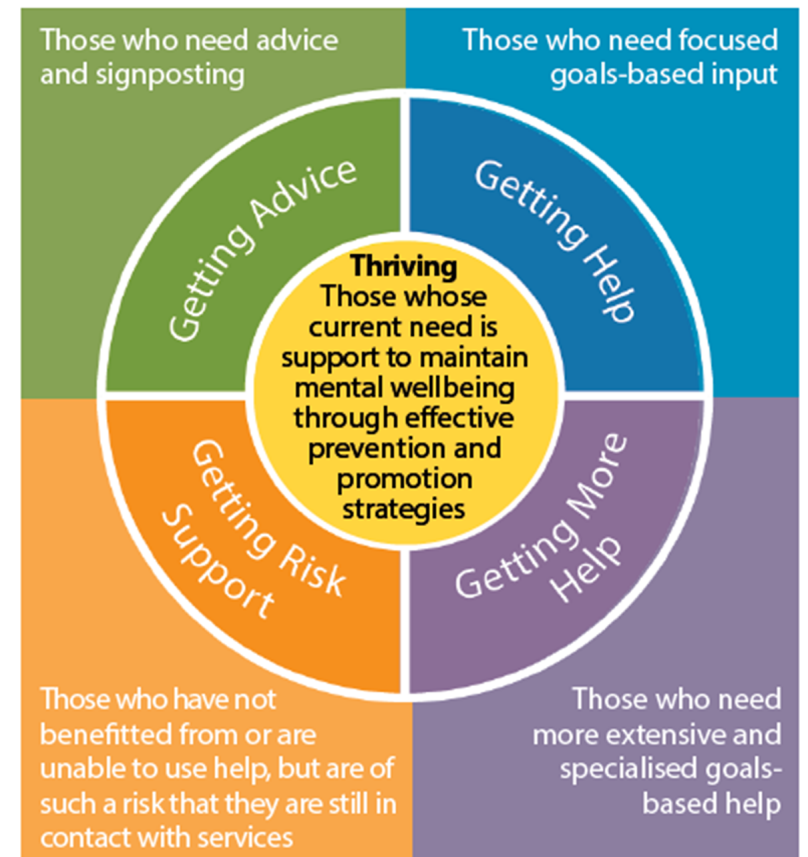 Those who need advice
and signposting
Those who need focused
goals-based input
Getting Advice
Getting Help
Thriving
Those whose
current need is
support to maintain
mental wellbeing
through effective
prevention and
promotion
strategies
Getting Risk
Support
Getting More
Help
Those who have not
benefitted from or are
unable to use help, but are of
such a risk that they are still in
contact with services
Those who need
more extensive and
specialised goals-
based help